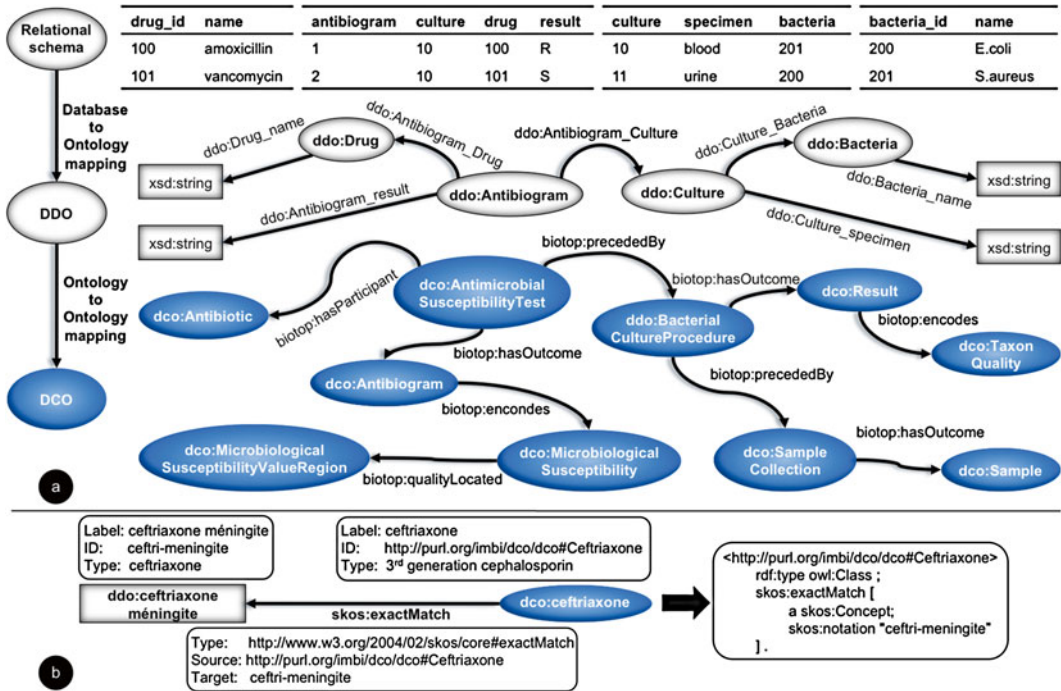 Relational
schema
drug_id name
100 amoxicillin
101 vancomycin
antibiogram culture drug result
1 10 100 R
2 10 101 S
culture specimen bacteria
10 blood 201
11 urine 200
bacteria_id name
200 E.coli
201 S.aureus
Database
to
Ontology
mapping
DDO
Ontology
to
Ontology
mapping
DCO
ddo:Drug_name
ddo:Drug
ddo:Antibiogram_Drug
ddo:Antibiogram_Culture
ddo:Culture_Bacteria
ddo:Bacteria
xsd:string
ddo:Antibiogram
ddo:Culture
ddo:Bacteria_name
xsd:string
ddo:Antibiogram_result
ddo:Culture_specimen
xsd:string
xsd:string
biotop:precededBy
dco:Antibiotic
biotop:hasParticipant
dco:Antimicrobial
SusceptibilityTest
biotop:hasOutcome
dco:Result
ddo:Bacterial
CultureProcedure
biotop:encodes
dco:Taxon
Quality
biotop:hasOutcome
dco:Antibiogram
biotop:precededBy
biotop:encondes
dco:Microbiological
SusceptibilityValueRegion
biotop:qualityLocated
dco:Microbiological
Susceptibility
dco:Sample
Collection
biotop:hasOutcome
dco:Sample
a
Label: ceftriaxone méningite
ID: ceftri-meningite
Type: ceftriaxone
Label: ceftriaxone
ID: http://purl.org/imbi/dco/dco#Ceftriaxone
Type: 3rd generation cephalosporin
ddo:ceftriaxone
méningite
skos:exactMatch
dco:ceftriaxone
Type: http://www.w3.org/2004/02/skos/core#exactMatch
Source: http://purl.org/imbi/dco/dco#Ceftriaxone
Target: ceftri-meningite
<http://purl.org/imbi/dco/dco#Ceftriaxone>
rdf:type owl:Class ;
skos:exactMatch [
a skos:Concept;
skos:notation "ceftri-meningite"
] .
b